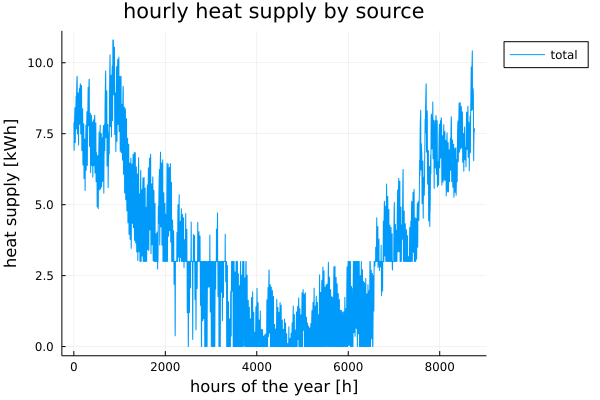 hourly heat supply by source
total
heat supply [kWh]
10.0
7.5
5.0
2.5
0.0
0
2000
4000
6000
8000
hours of the year [h]